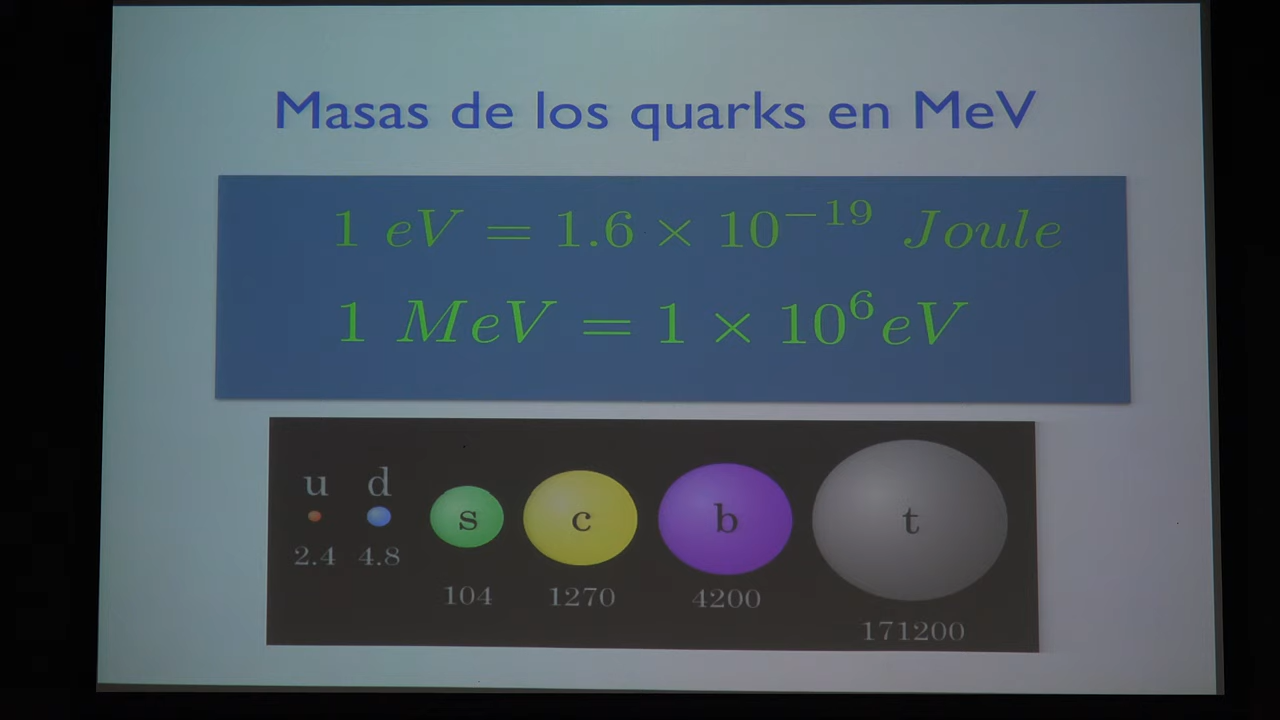 Masas de los quarks en MeV
1 eV = 1.6 × 10⁻¹⁹ Joule
1 MeV = 1 × 10⁶eV
u d
s c b t
2.4 4.8
104 1270 4200
171200